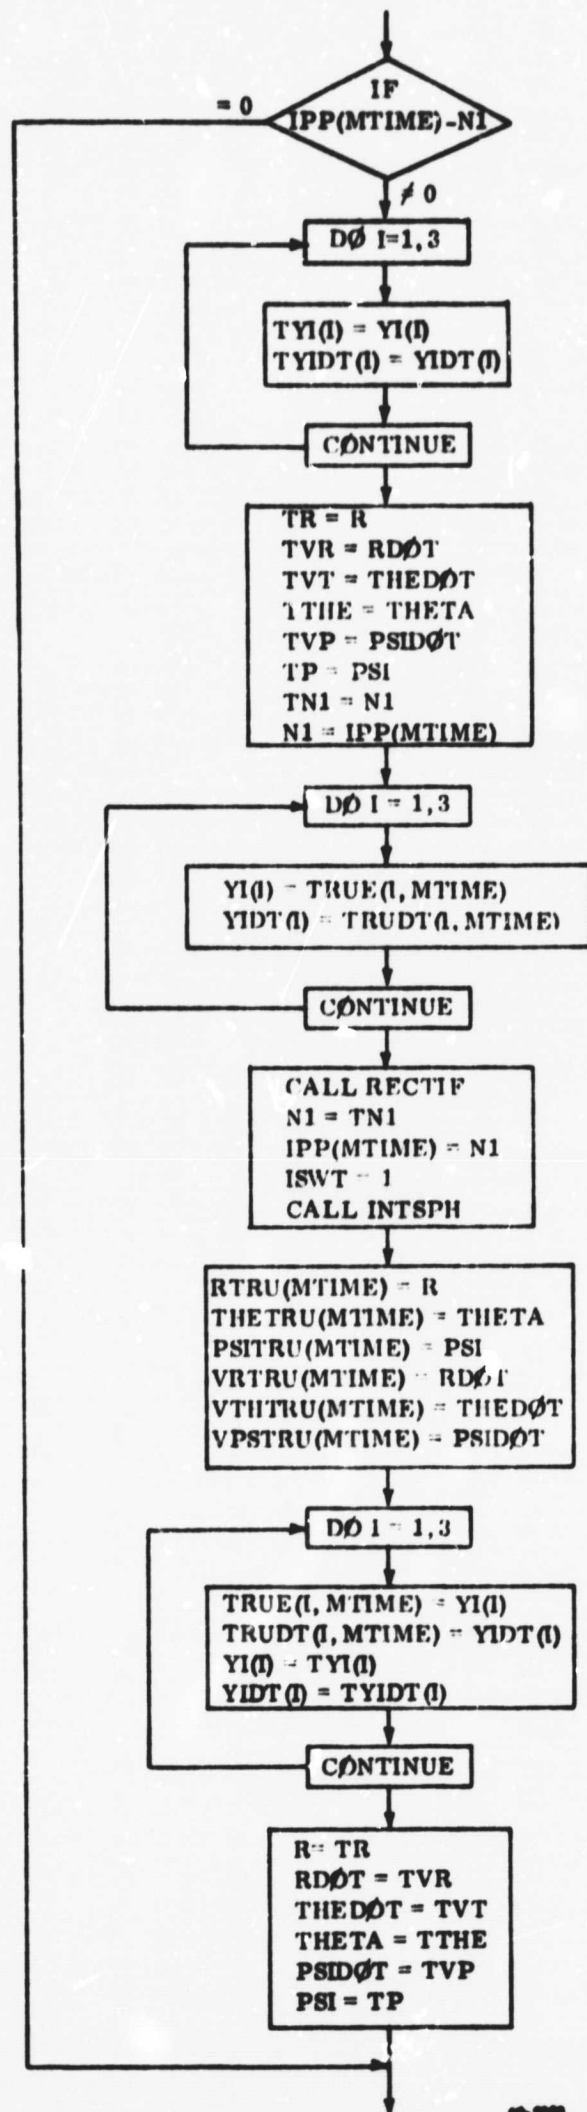 IF
IPP(MTIME)-N1
= 0
≠ 0
DØ I=1,3
TYI(I) = YI(I)
TYIDT(I) = YIDT(I)
CØNTINUE
TR = R
TVR = RDØT
TVT = THEDØT
TTHE = THETA
TVP = PSIDØT
TP = PSI
TN1 = N1
N1 = IPP(MTIME)
DØ I = 1,3
YI(I) = TRUE(I, MTIME)
YIDT(I) = TRUDT(I, MTIME)
CØNTINUE
CALL RECTIF
N1 = TN1
IPP(MTIME) = N1
ISWT = 1
CALL INTSPH
RTRU(MTIME) = R
THETRU(MTIME) = THETA
PSITRU(MTIME) = PSI
VRTRU(MTIME) = RDØT
VTHTRU(MTIME) = THEDØT
VPSTRU(MTIME) = PSIDØT
DØ I = 1,3
TRUE(I, MTIME) = YI(I)
TRUDT(I, MTIME) = YIDT(I)
YI(I) = TYI(I)
YIDT(I) = TYIDT(I)
CØNTINUE
R= TR
RDØT = TVR
THEDØT = TVT
THETA = TTHE
PSIDØT = TVP
PSI = TP